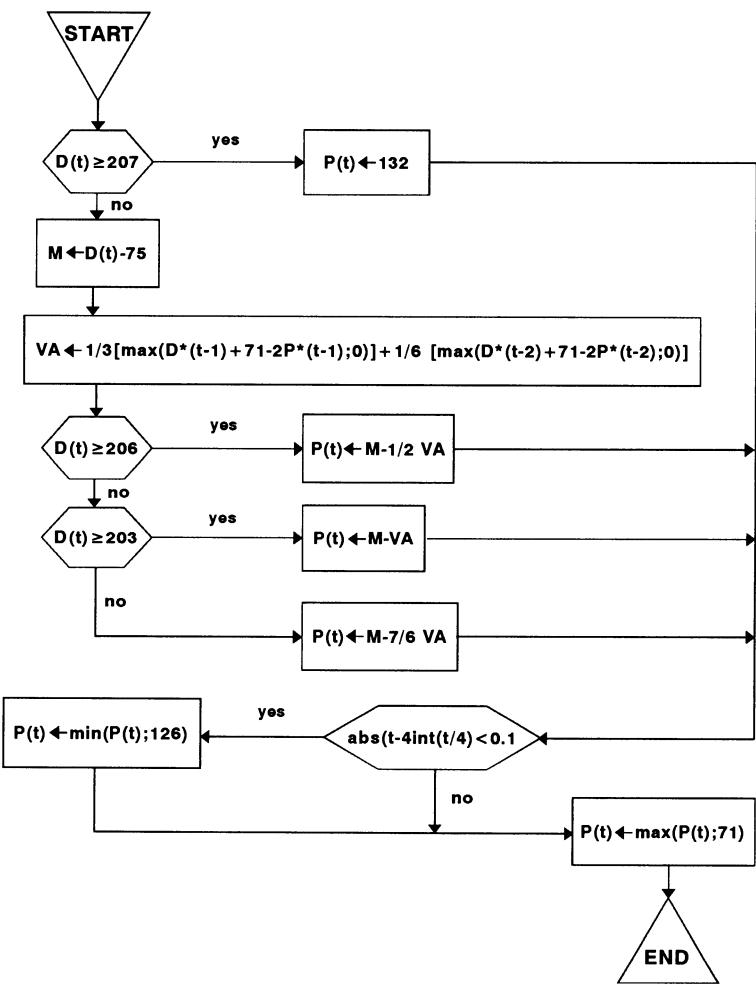 START
D(t)≥207
yes
P(t)←132
no
M←D(t)-75
VA←1/3[max(D*(t-1)+71-2P*(t-1);0)]+1/6 [max(D*(t-2)+71-2P*(t-2);0)]
D(t)≥206
yes
P(t)←M-1/2 VA
no
D(t)≥203
yes
P(t)←M-VA
no
P(t)←M-7/6 VA
P(t)←min(P(t);126)
yes
abs(t-4int(t/4)<0.1
no
P(t)←max(P(t);71)
END